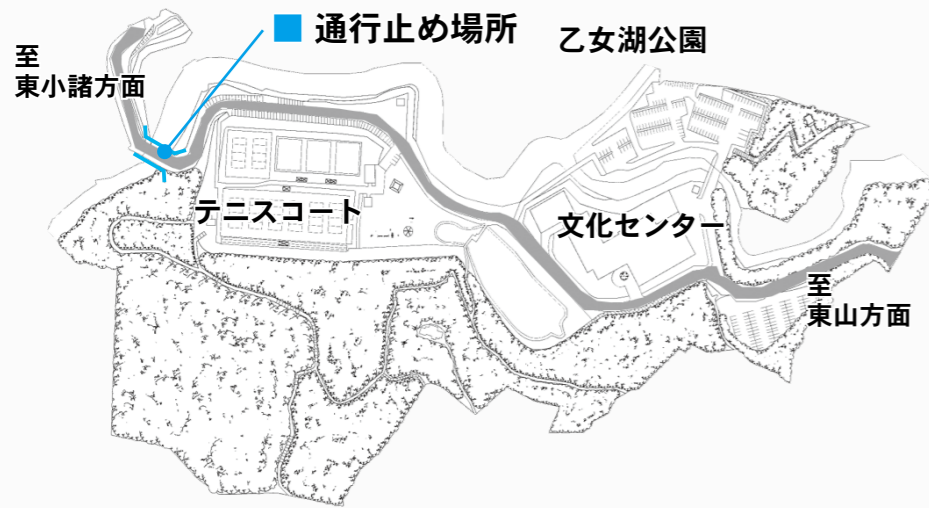 通行止め場所
乙女湖公園
至
東小諸方面
テニスコート
文化センター
至
東山方面